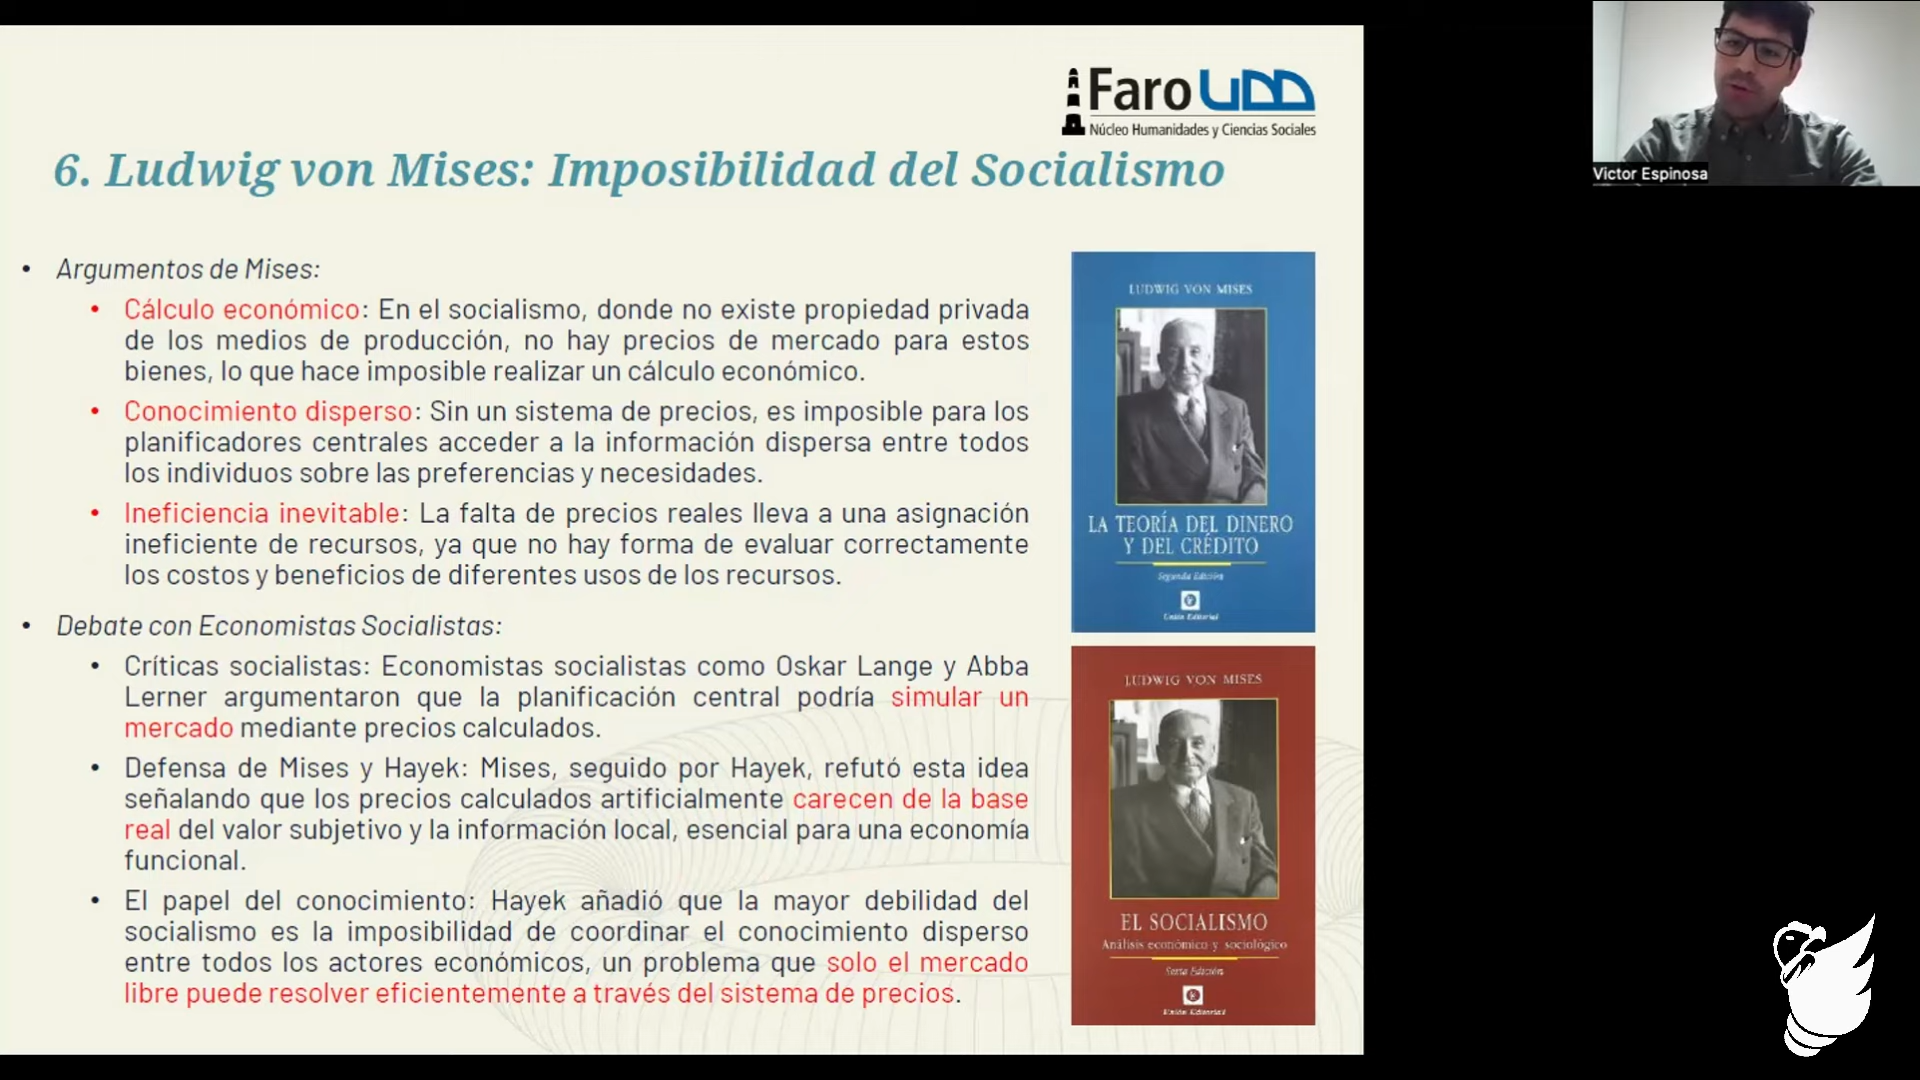 Faro UDD
Núcleo Humanidades y Ciencias Sociales
Victor Espinosa
6. Ludwig von Mises: Imposibilidad del Socialismo
• Argumentos de Mises:
• Cálculo económico: En el socialismo, donde no existe propiedad privada
de los medios de producción, no hay precios de mercado para estos
bienes, lo que hace imposible realizar un cálculo económico.
• Conocimiento disperso: Sin un sistema de precios, es imposible para los
planificadores centrales acceder a la información dispersa entre todos
los individuos sobre las preferencias y necesidades.
• Ineficiencia inevitable: La falta de precios reales lleva a una asignación
ineficiente de recursos, ya que no hay forma de evaluar correctamente
los costos y beneficios de diferentes usos de los recursos.
• Debate con Economistas Socialistas:
• Críticas socialistas: Economistas socialistas como Oskar Lange y Abba
Lerner argumentaron que la planificación central podría simular un
mercado mediante precios calculados.
• Defensa de Mises y Hayek: Mises, seguido por Hayek, refutó esta idea
señalando que los precios calculados artificialmente carecen de la base
real del valor subjetivo y la información local, esencial para una economía
funcional.
• El papel del conocimiento: Hayek añadió que la mayor debilidad del
socialismo es la imposibilidad de coordinar el conocimiento disperso
entre todos los actores económicos, un problema que solo el mercado
libre puede resolver eficientemente a través del sistema de precios.
LUDWIG VON MISES
LA TEORÍA DEL DINERO
Y DEL CRÉDITO
Segunda Edición
Unión Editorial
LUDWIG VON MISES
EL SOCIALISMO
Análisis económico y sociológico
Sexta Edición
Unión Editorial